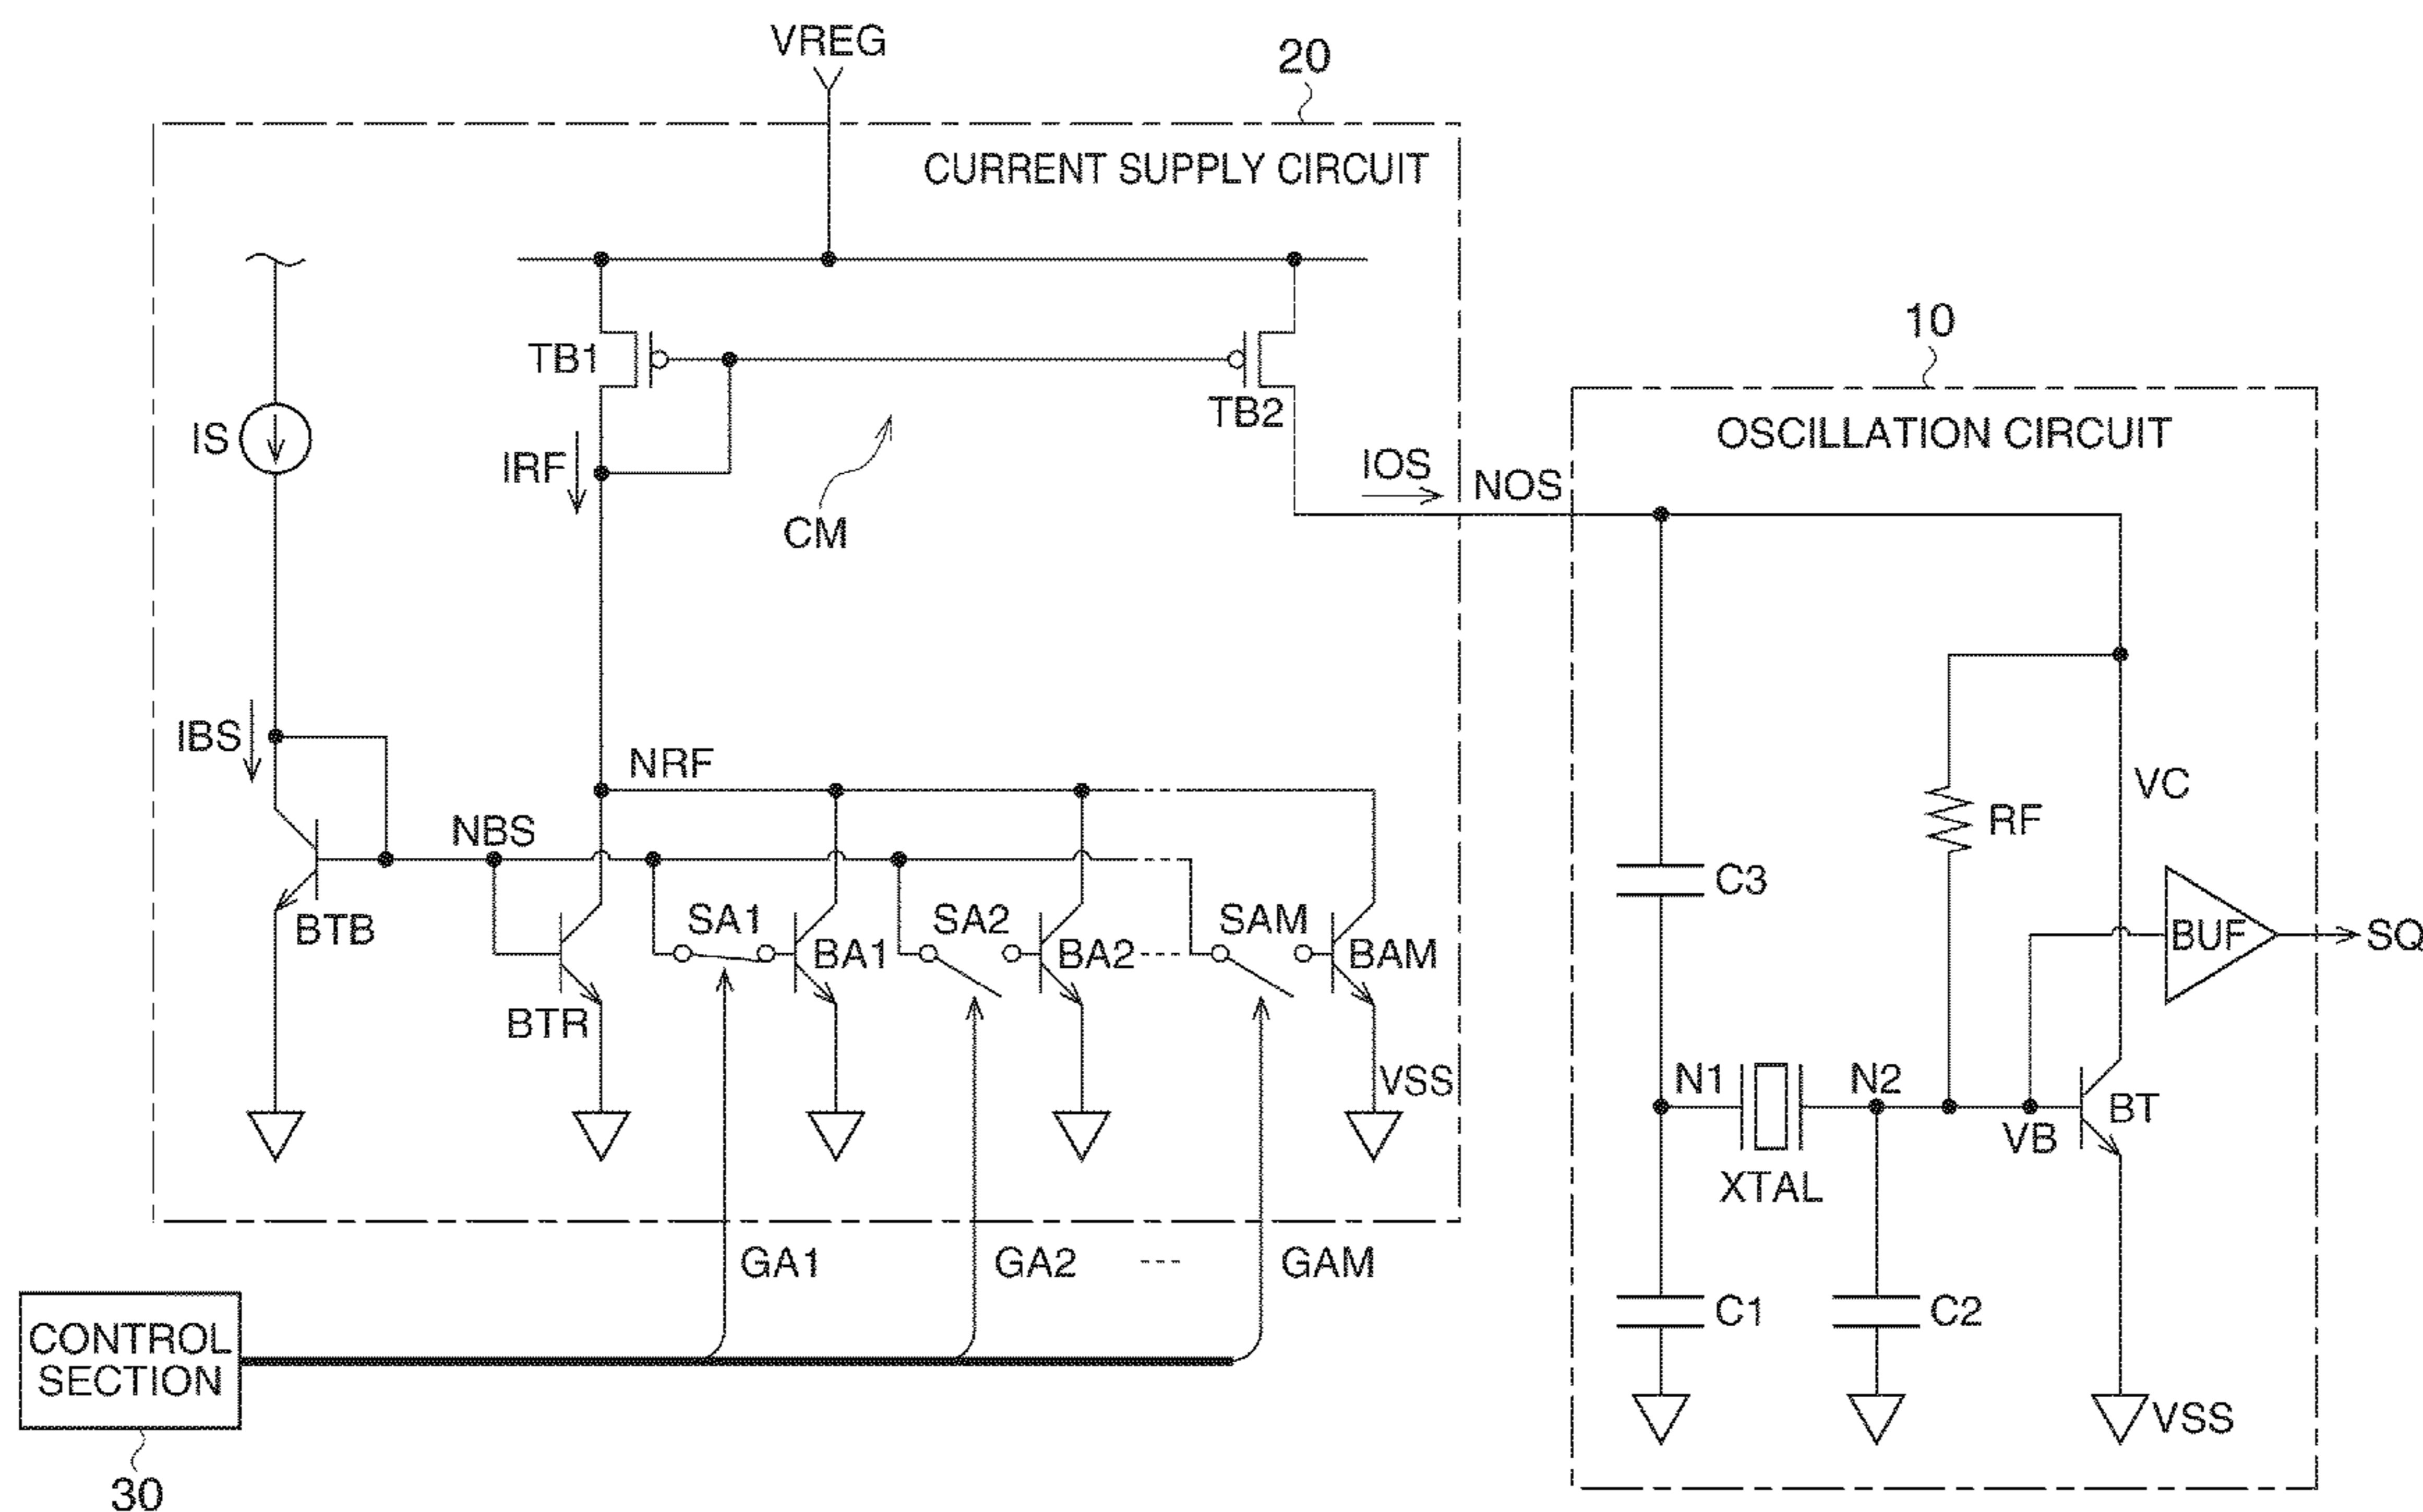 VREG
20
CURRENT SUPPLY CIRCUIT
10
TB1
TB2
OSCILLATION CIRCUIT
IS
IRF
IOS
NOS
CM
IBS
NRF
VC
RF
NBS
C3
BTB
SA1
BA1
SA2
BA2
SAM
BAM
BUF
SQ
BTR
VSS
N1
N2
BT
VB
XTAL
GA1
GA2
GAM
C1
C2
CONTROL
SECTION
VSS
30